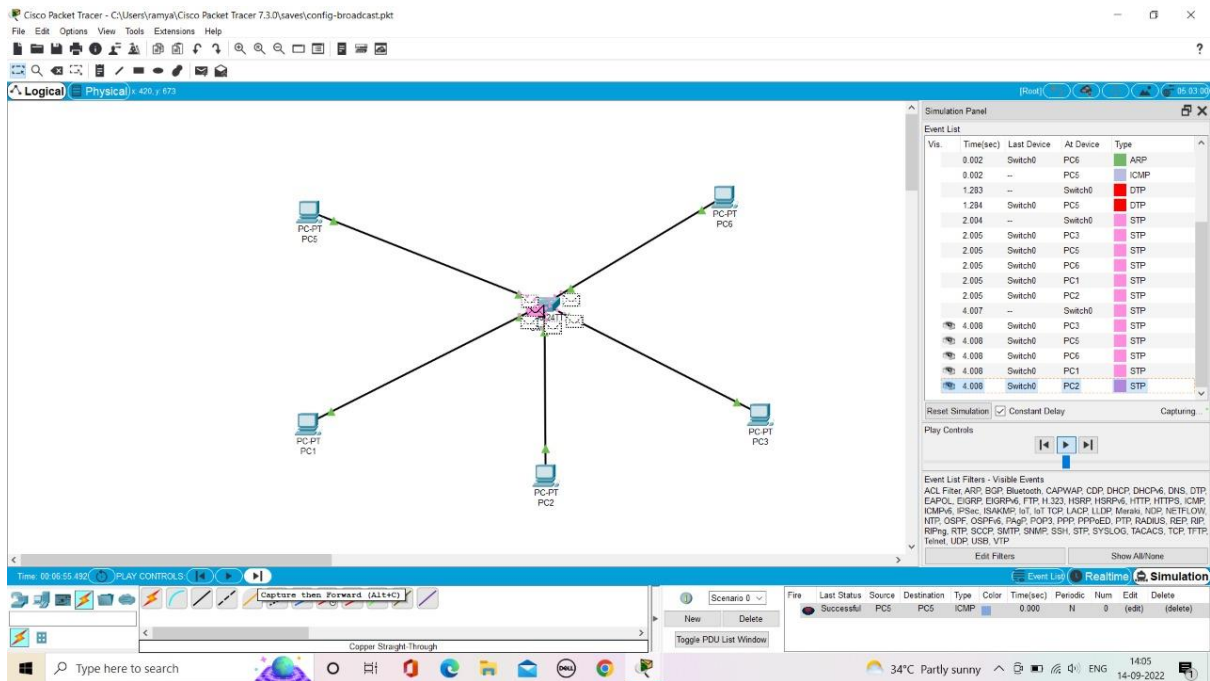 Cisco Packet Tracer - C:\Users\ramya\Cisco Packet Tracer 7.3.0\saves\config-broadcast.pkt
File Edit Options View Tools Extensions Help
?
Logical Physical x: 420, y: 673 [Root] 05:03:00
Simulation Panel
Event List
Vis. Time(sec) Last Device At Device Type
0.002 Switch0 PC6 ARP
0.002 -- PC5 ICMP
1.283 -- Switch0 DTP
1.284 Switch0 PC5 DTP
2.004 -- Switch0 STP
2.005 Switch0 PC3 STP
2.005 Switch0 PC5 STP
2.005 Switch0 PC6 STP
2.005 Switch0 PC1 STP
2.005 Switch0 PC2 STP
4.007 -- Switch0 STP
4.008 Switch0 PC3 STP
4.008 Switch0 PC5 STP
4.008 Switch0 PC6 STP
4.008 Switch0 PC1 STP
4.008 Switch0 PC2 STP
Reset Simulation Constant Delay Capturing...
Play Controls
Event List Filters - Visible Events
ACL Filter, ARP, BGP, Bluetooth, CAPWAP, CDP, DHCP, DHCPv6, DNS, DTP,
EAPOL, EIGRP, EIGRPv6, FTP, H.323, HSRP, HSRPv6, HTTP, HTTPS, ICMP,
ICMPv6, IPSec, ISAKMP, IoT, IoT TCP, LACP, LLDP, Meraki, NDP, NETFLOW,
NTP, OSPF, OSPFv6, PAgP, POP3, PPP, PPPoED, PTP, RADIUS, REP, RIP,
RIPng, RTP, SCCP, SMTP, SNMP, SSH, STP, SYSLOG, TACACS, TCP, TFTP,
Telnet, UDP, USB, VTP
Edit Filters Show All/None
PC-PT
PC5
PC-PT
PC6
PC-PT
PC1
PC-PT
PC2
PC-PT
PC3
Time: 00:06:55.492 PLAY CONTROLS: Event List Realtime Simulation
Capture then Forward (Alt+C)
Copper Straight-Through
Scenario 0
New Delete
Toggle PDU List Window
Fire Last Status Source Destination Type Color Time(sec) Periodic Num Edit Delete
Successful PC5 PC5 ICMP 0.000 N 0 (edit) (delete)
Type here to search
DELL
34°C Partly sunny ENG 14:05
14-09-2022